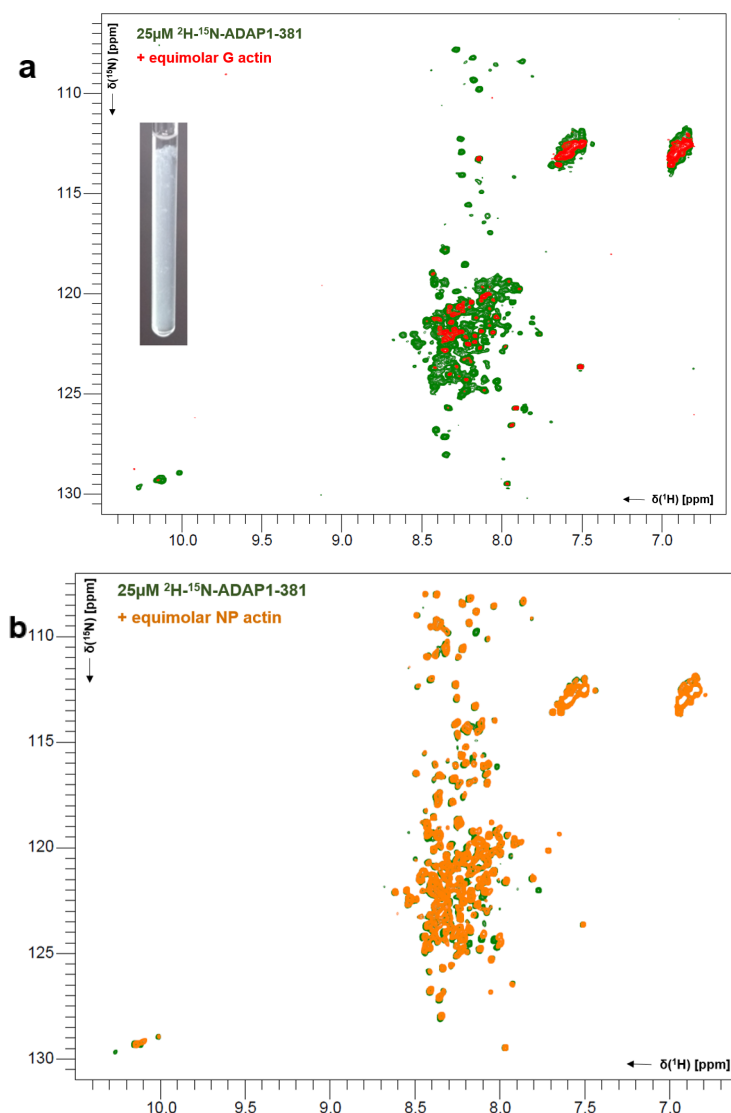 a
25μM ²H-¹⁵N-ADAP1-381
+ equimolar G actin
δ(¹⁵N) [ppm]
110
115
120
125
130
δ(¹H) [ppm]
10.0 9.5 9.0 8.5 8.0 7.5 7.0
b
25μM ²H-¹⁵N-ADAP1-381
+ equimolar NP actin
δ(¹⁵N) [ppm]
110
115
120
125
130
δ(¹H) [ppm]
10.0 9.5 9.0 8.5 8.0 7.5 7.0